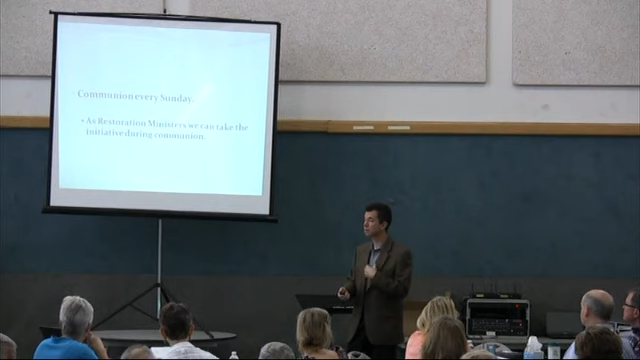 Communion every Sunday.
• As Restoration Ministers we can take the
initiative during communion.